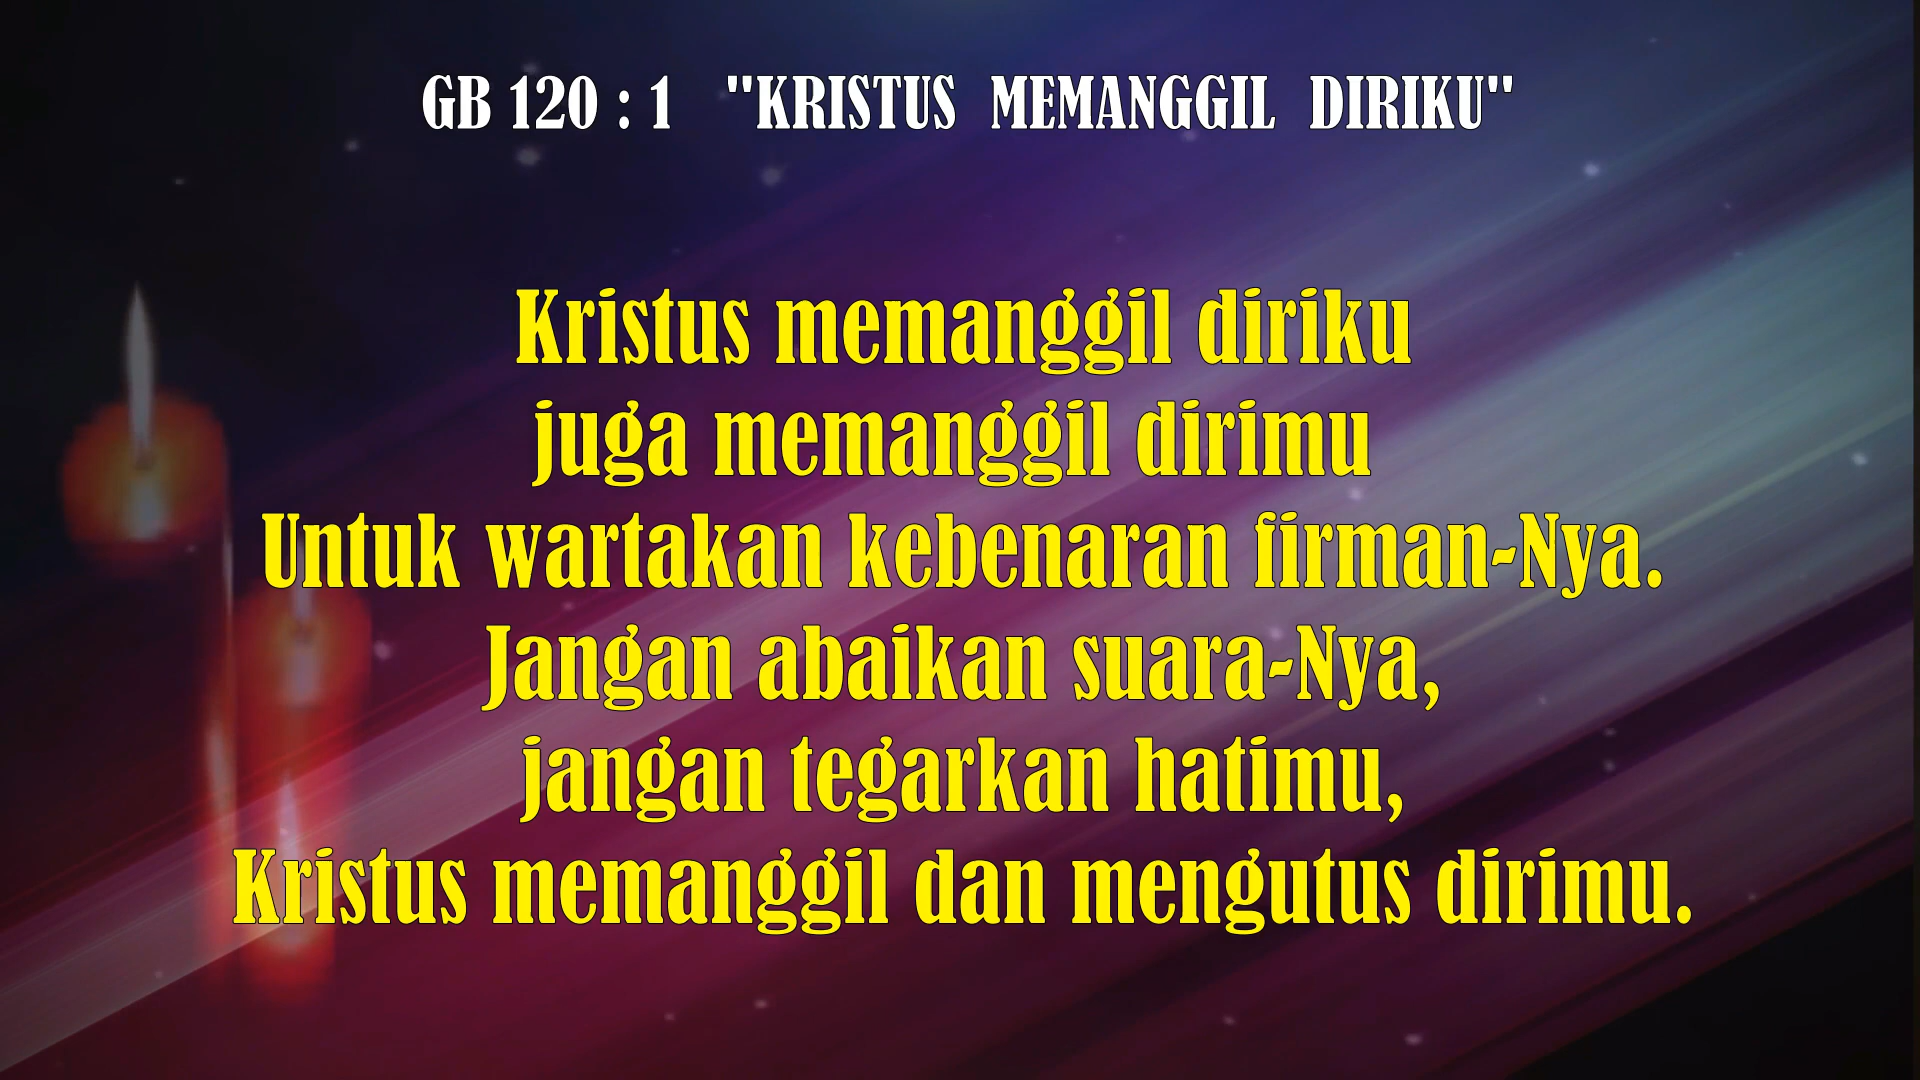 GB 120 : 1 "KRISTUS MEMANGGIL DIRIKU"
Kristus memanggil diriku
juga memanggil dirimu
Untuk wartakan kebenaran firman-Nya.
Jangan abaikan suara-Nya,
jangan tegarkan hatimu,
Kristus memanggil dan mengutus dirimu.